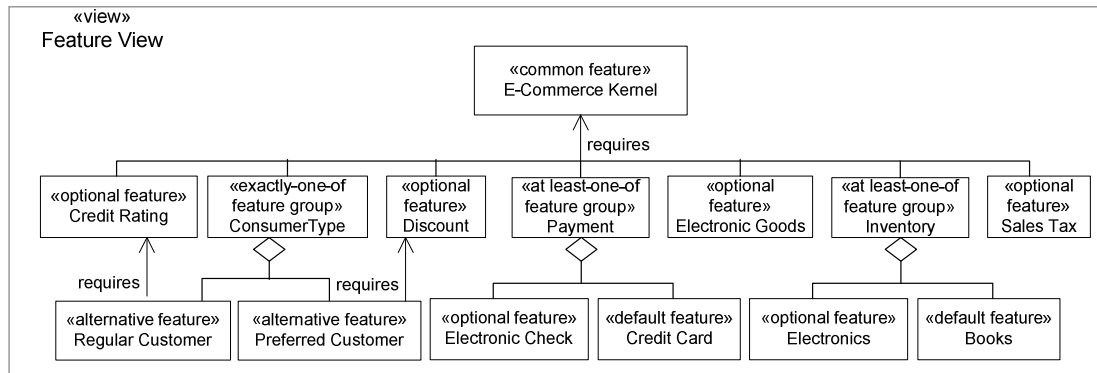 «view»
Feature View
«common feature»
E-Commerce Kernel
requires
«optional feature»
Credit Rating
«exactly-one-of
feature group»
ConsumerType
«optional
feature»
Discount
«at least-one-of
feature group»
Payment
«optional
feature»
Electronic Goods
«at least-one-of
feature group»
Inventory
«optional
feature»
Sales Tax
requires
requires
«alternative feature»
Regular Customer
«alternative feature»
Preferred Customer
«optional feature»
Electronic Check
«default feature»
Credit Card
«optional feature»
Electronics
«default feature»
Books